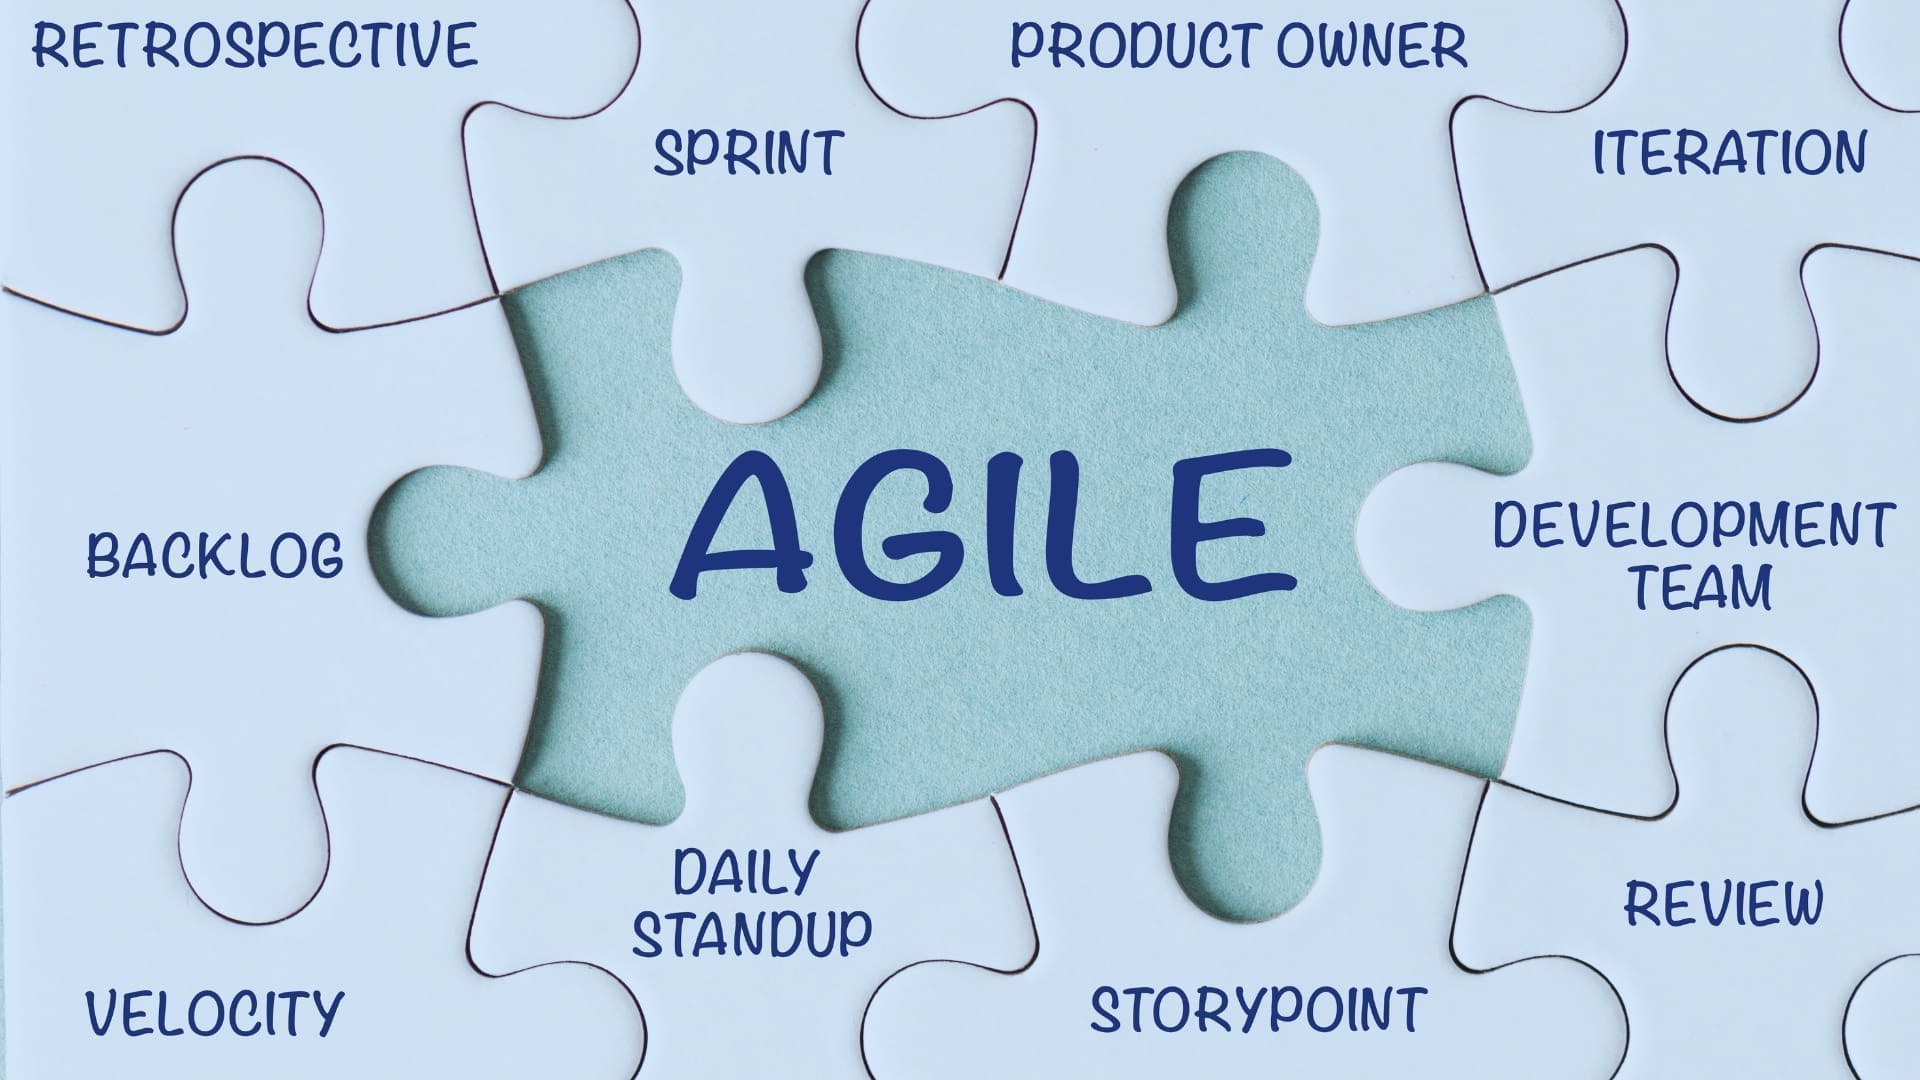 RETROSPECTIVE
PRODUCT OWNER
SPRINT
ITERATION
AGILE
BACKLOG
DEVELOPMENT
TEAM
DAILY
STANDUP
REVIEW
VELOCITY
STORYPOINT